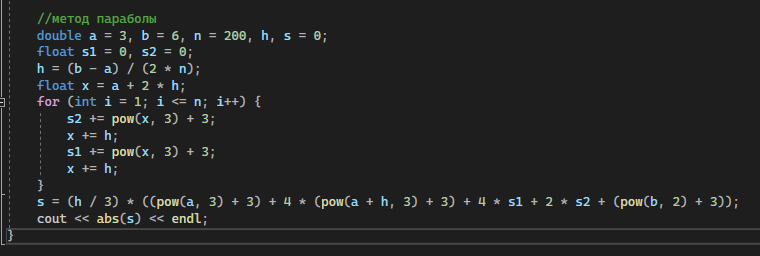 //метод параболы
double a = 3, b = 6, n = 200, h, s = 0;
float s1 = 0, s2 = 0;
h = (b - a) / (2 * n);
float x = a + 2 * h;
for (int i = 1; i <= n; i++) {
s2 += pow(x, 3) + 3;
x += h;
s1 += pow(x, 3) + 3;
x += h;
}
s = (h / 3) * ((pow(a, 3) + 3) + 4 * (pow(a + h, 3) + 3) + 4 * s1 + 2 * s2 + (pow(b, 2) + 3));
cout << abs(s) << endl;
}